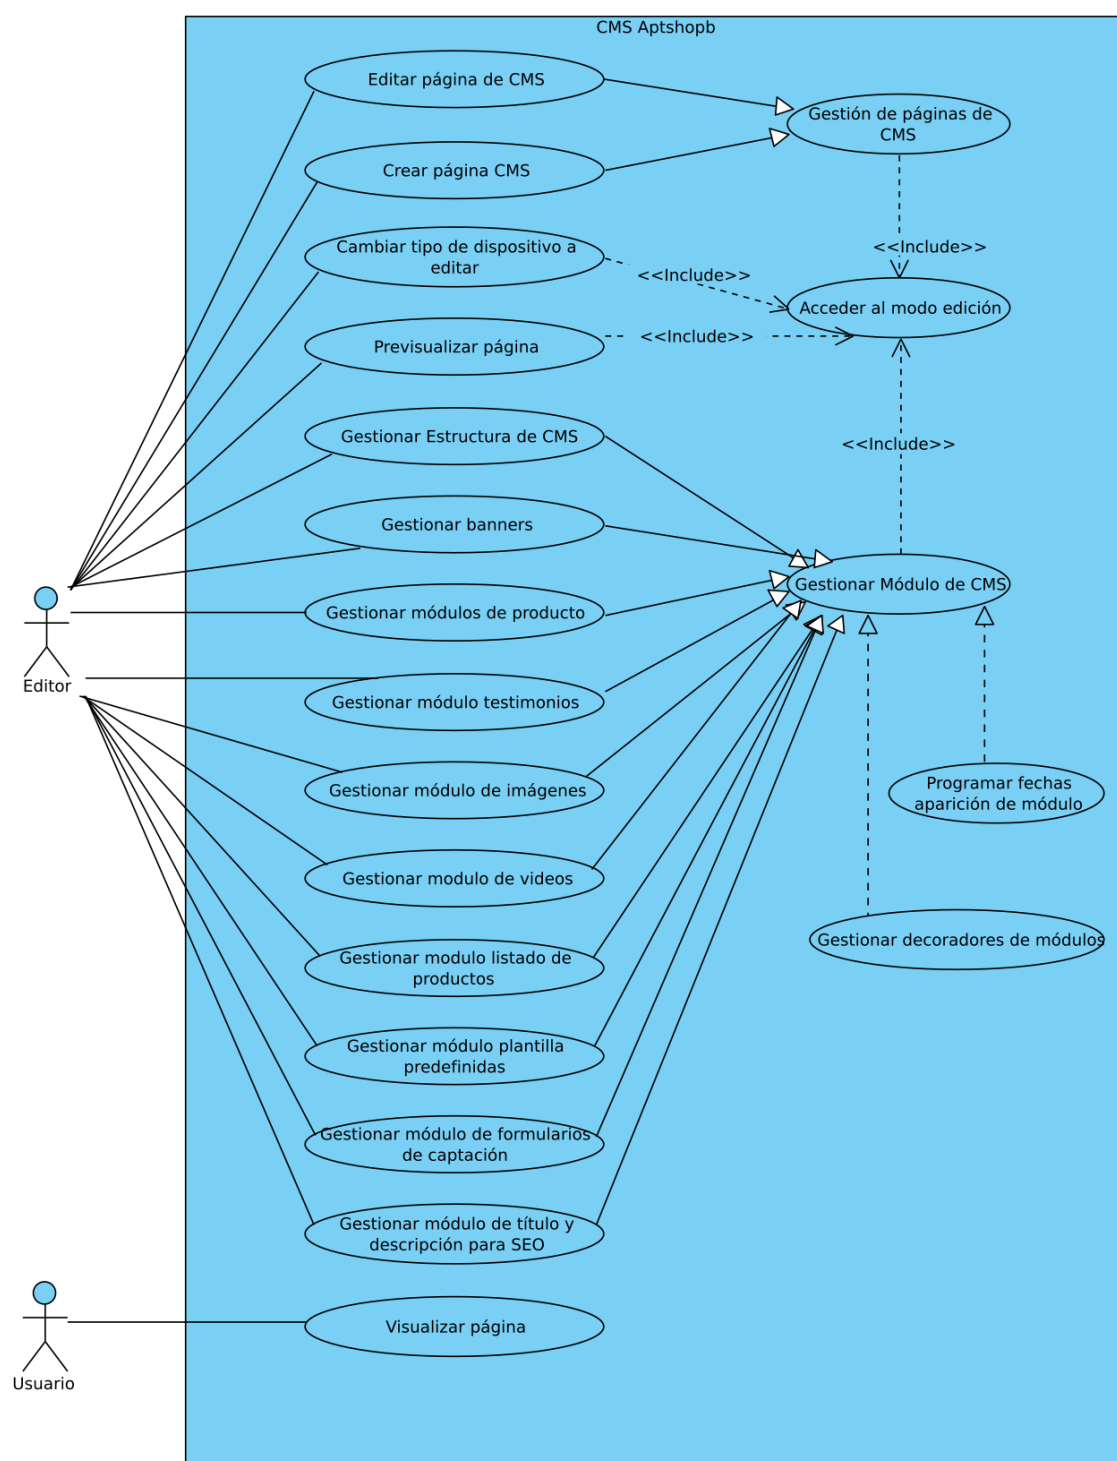 CMS Aptshopb
Editar página de CMS
Gestión de páginas de
CMS
Crear página CMS
Cambiar tipo de dispositivo a
editar
<<Include>>
<<Include>>
Acceder al modo edición
Previsualizar página
<<Include>>
Gestionar Estructura de CMS
<<Include>>
Gestionar banners
Gestionar Módulo de CMS
Gestionar módulos de producto
Editor
Gestionar módulo testimonios
Gestionar módulo de imágenes
Programar fechas
aparición de módulo
Gestionar modulo de videos
Gestionar decoradores de módulos
Gestionar modulo listado de
productos
Gestionar módulo plantilla
predefinidas
Gestionar módulo de formularios
de captación
Gestionar módulo de título y
descripción para SEO
Visualizar página
Usuario